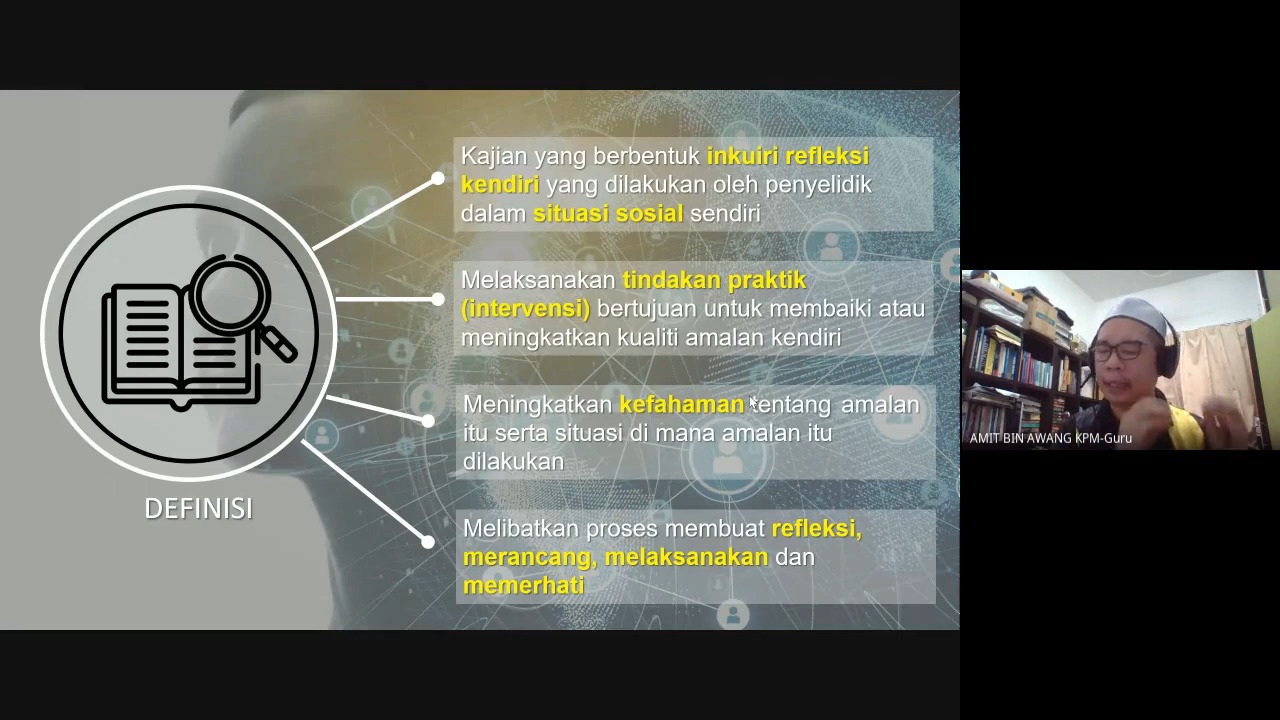 Kajian yang berbentuk inkuiri refleksi
kendiri yang dilakukan oleh penyelidik
dalam situasi sosial sendiri
Melaksanakan tindakan praktik
(intervensi) bertujuan untuk membaiki atau
meningkatkan kualiti amalan kendiri
Meningkatkan kefahaman tentang amalan
itu serta situasi di mana amalan itu
dilakukan
Melibatkan proses membuat refleksi,
merancang, melaksanakan dan
memerhati
DEFINISI
AMIT BIN AWANG KPM-Guru